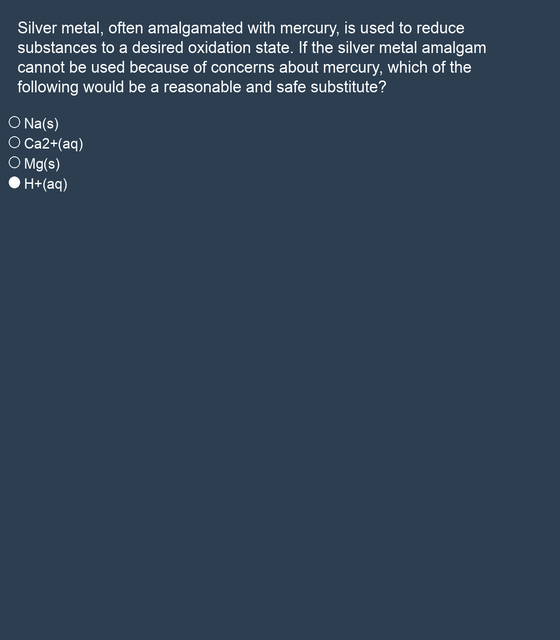 Silver metal, often amalgamated with mercury, is used to reduce
substances to a desired oxidation state. If the silver metal amalgam
cannot be used because of concerns about mercury, which of the
following would be a reasonable and safe substitute?
Na(s)
Ca2+(aq)
Mg(s)
H+(aq)